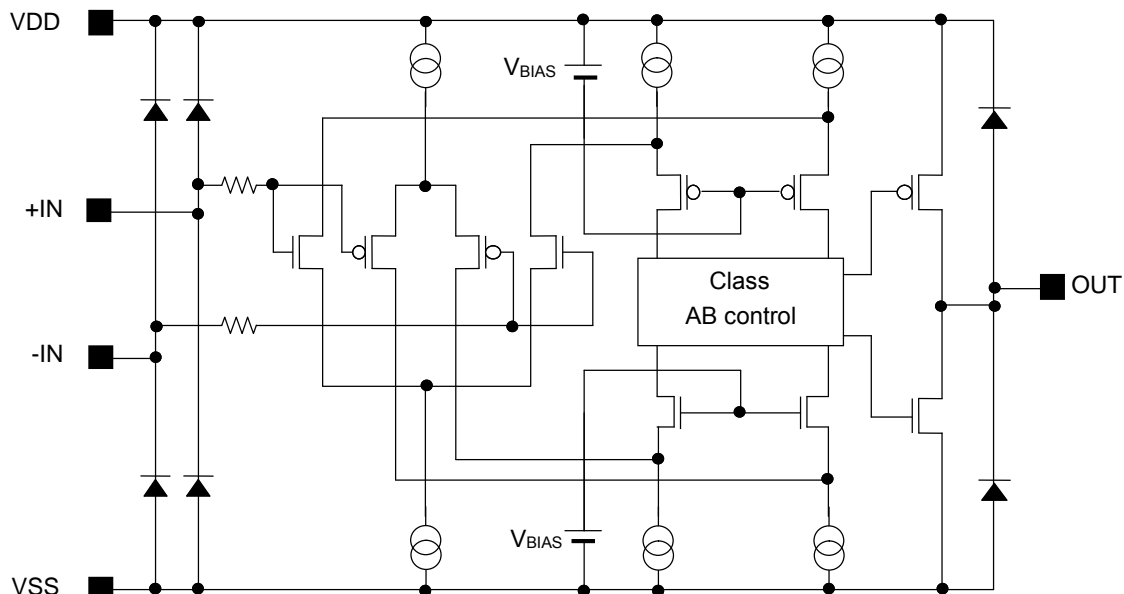 VDD
VBIAS
+IN
Class
AB control
OUT
-IN
VBIAS
VSS